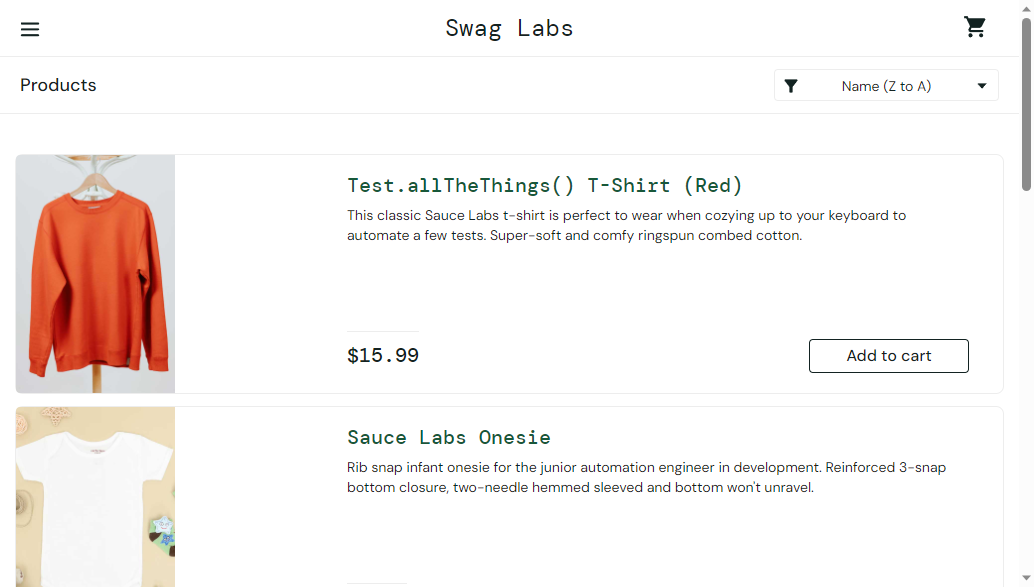 Swag Labs
Products
Name (Z to A)
Test.allTheThings() T-Shirt (Red)
This classic Sauce Labs t-shirt is perfect to wear when cozying up to your keyboard to
automate a few tests. Super-soft and comfy ringspun combed cotton.
$15.99
Add to cart
Sauce Labs Onesie
Rib snap infant onesie for the junior automation engineer in development. Reinforced 3-snap
bottom closure, two-needle hemmed sleeved and bottom won't unravel.